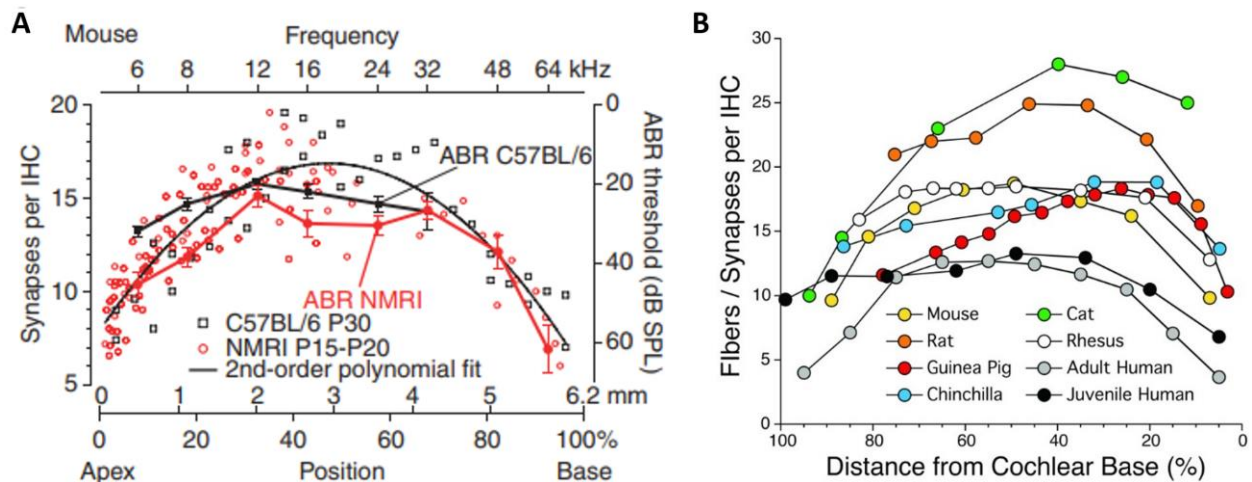 A
Mouse Frequency
6 8 12 16 24 32 48 64 kHz
20
15
10
5
Synapses per IHC
0
20
40
60
ABR threshold (dB SPL)
ABR C57BL/6
ABR NMRI
C57BL/6 P30
NMRI P15-P20
2nd-order polynomial fit
0 1 2 3 4 5 6.2 mm
0 20 40 60 80 100%
Apex Position Base
B
30
25
20
15
10
5
0
FIbers / Synapses per IHC
Mouse
Rat
Guinea Pig
Chinchilla
Cat
Rhesus
Adult Human
Juvenile Human
100 80 60 40 20 0
Distance from Cochlear Base (%)